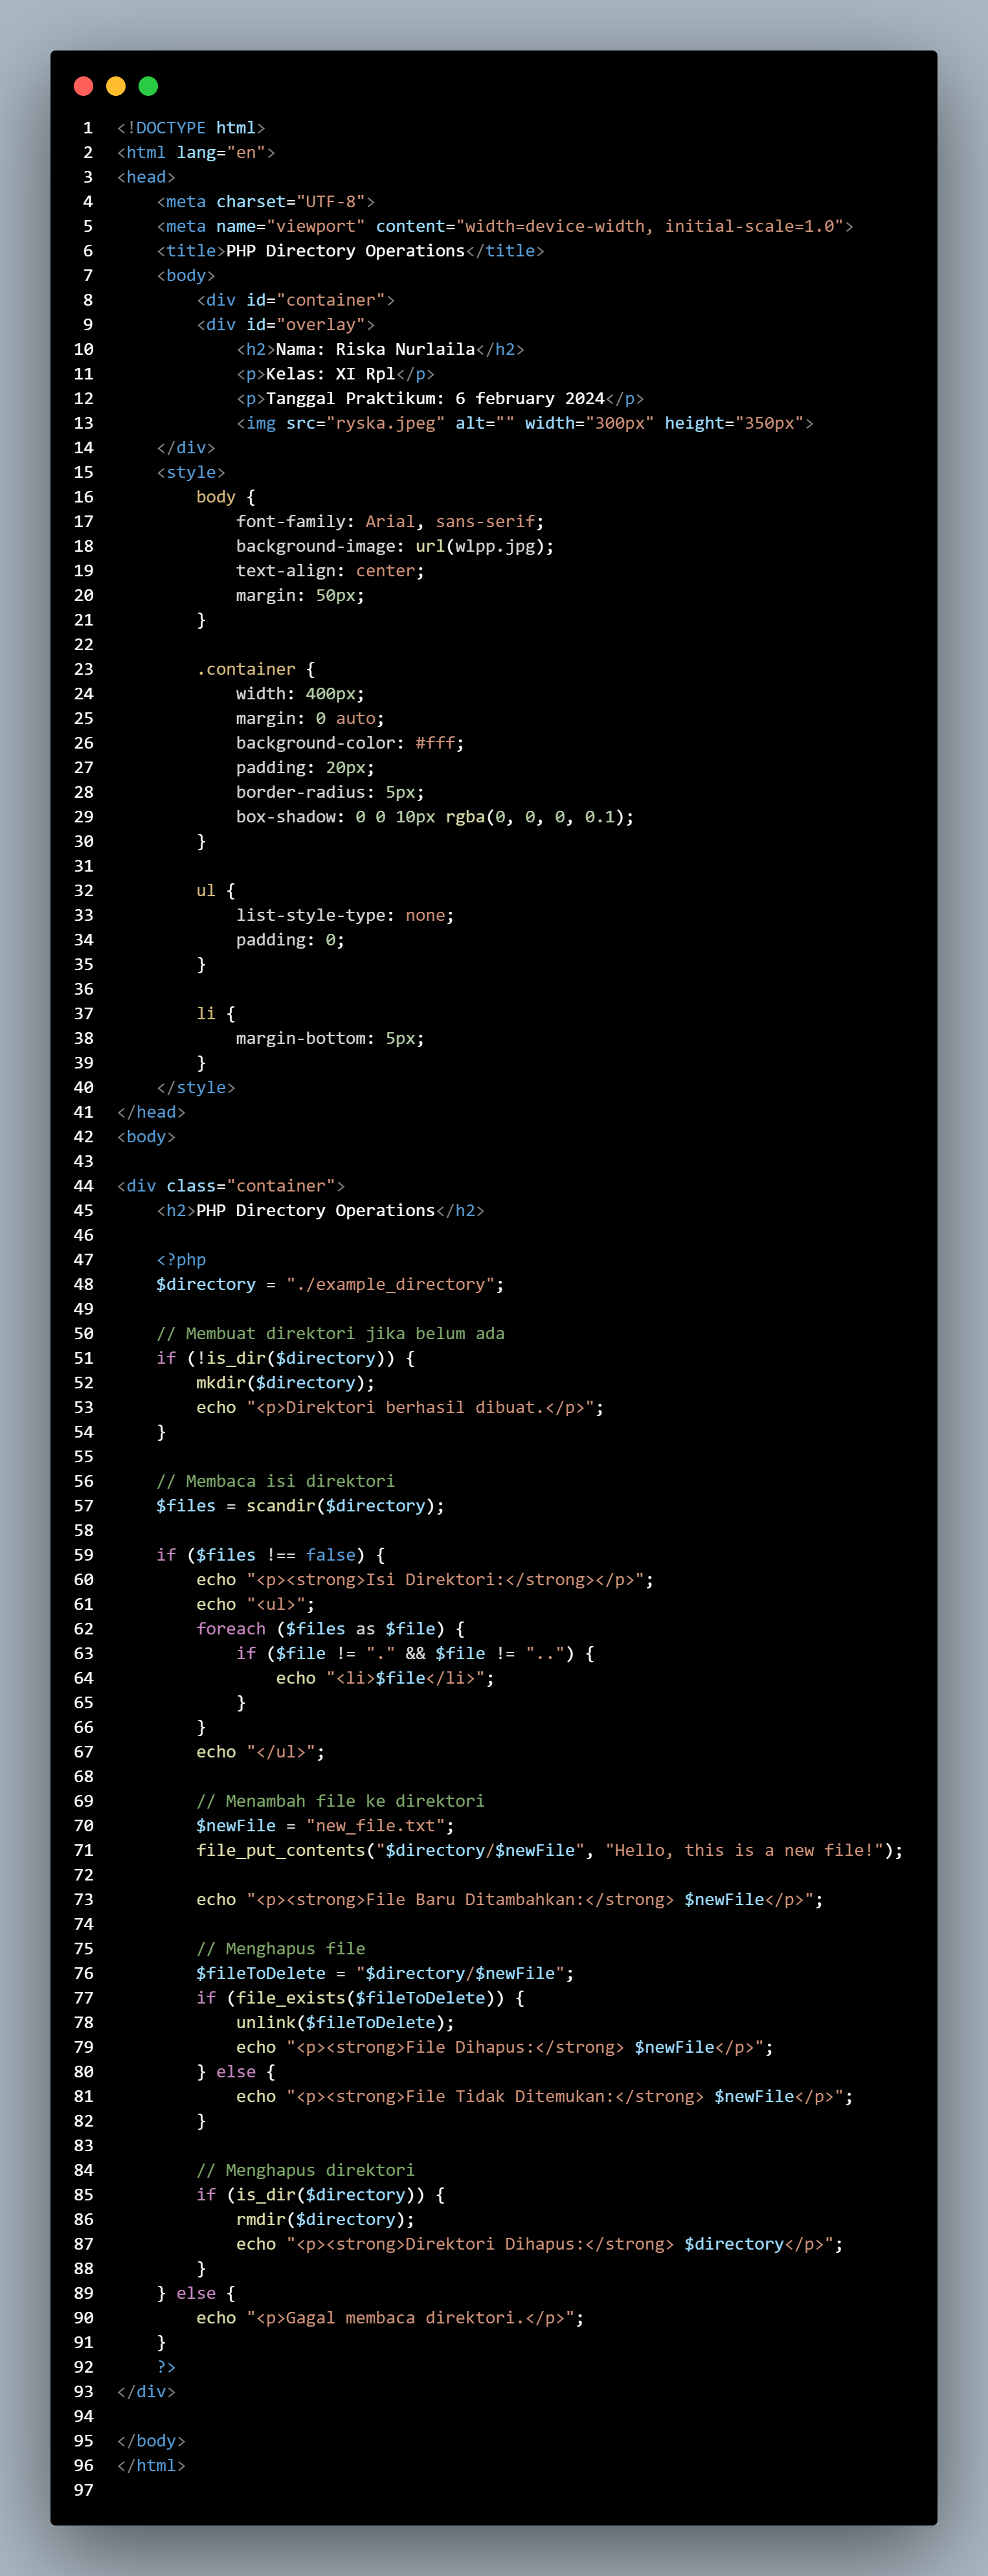 1 <!DOCTYPE html>
2 <html lang="en">
3 <head>
4     <meta charset="UTF-8">
5     <meta name="viewport" content="width=device-width, initial-scale=1.0">
6     <title>PHP Directory Operations</title>
7     <body>
8         <div id="container">
9         <div id="overlay">
10             <h2>Nama: Riska Nurlaila</h2>
11             <p>Kelas: XI Rpl</p>
12             <p>Tanggal Praktikum: 6 february 2024</p>
13             <img src="ryska.jpeg" alt="" width="300px" height="350px">
14     </div>
15     <style>
16         body {
17             font-family: Arial, sans-serif;
18             background-image: url(wlpp.jpg);
19             text-align: center;
20             margin: 50px;
21         }
22
23         .container {
24             width: 400px;
25             margin: 0 auto;
26             background-color: #fff;
27             padding: 20px;
28             border-radius: 5px;
29             box-shadow: 0 0 10px rgba(0, 0, 0, 0.1);
30         }
31
32         ul {
33             list-style-type: none;
34             padding: 0;
35         }
36
37         li {
38             margin-bottom: 5px;
39         }
40     </style>
41 </head>
42 <body>
43
44 <div class="container">
45     <h2>PHP Directory Operations</h2>
46
47     <?php
48     $directory = "./example_directory";
49
50     // Membuat direktori jika belum ada
51     if (!is_dir($directory)) {
52         mkdir($directory);
53         echo "<p>Direktori berhasil dibuat.</p>";
54     }
55
56     // Membaca isi direktori
57     $files = scandir($directory);
58
59     if ($files !== false) {
60         echo "<p><strong>Isi Direktori:</strong></p>";
61         echo "<ul>";
62         foreach ($files as $file) {
63             if ($file != "." && $file != "..") {
64                 echo "<li>$file</li>";
65             }
66         }
67         echo "</ul>";
68
69         // Menambah file ke direktori
70         $newFile = "new_file.txt";
71         file_put_contents("$directory/$newFile", "Hello, this is a new file!");
72
73         echo "<p><strong>File Baru Ditambahkan:</strong> $newFile</p>";
74
75         // Menghapus file
76         $fileToDelete = "$directory/$newFile";
77         if (file_exists($fileToDelete)) {
78             unlink($fileToDelete);
79             echo "<p><strong>File Dihapus:</strong> $newFile</p>";
80         } else {
81             echo "<p><strong>File Tidak Ditemukan:</strong> $newFile</p>";
82         }
83
84         // Menghapus direktori
85         if (is_dir($directory)) {
86             rmdir($directory);
87             echo "<p><strong>Direktori Dihapus:</strong> $directory</p>";
88         }
89     } else {
90         echo "<p>Gagal membaca direktori.</p>";
91     }
92     ?>
93 </div>
94
95 </body>
96 </html>
97